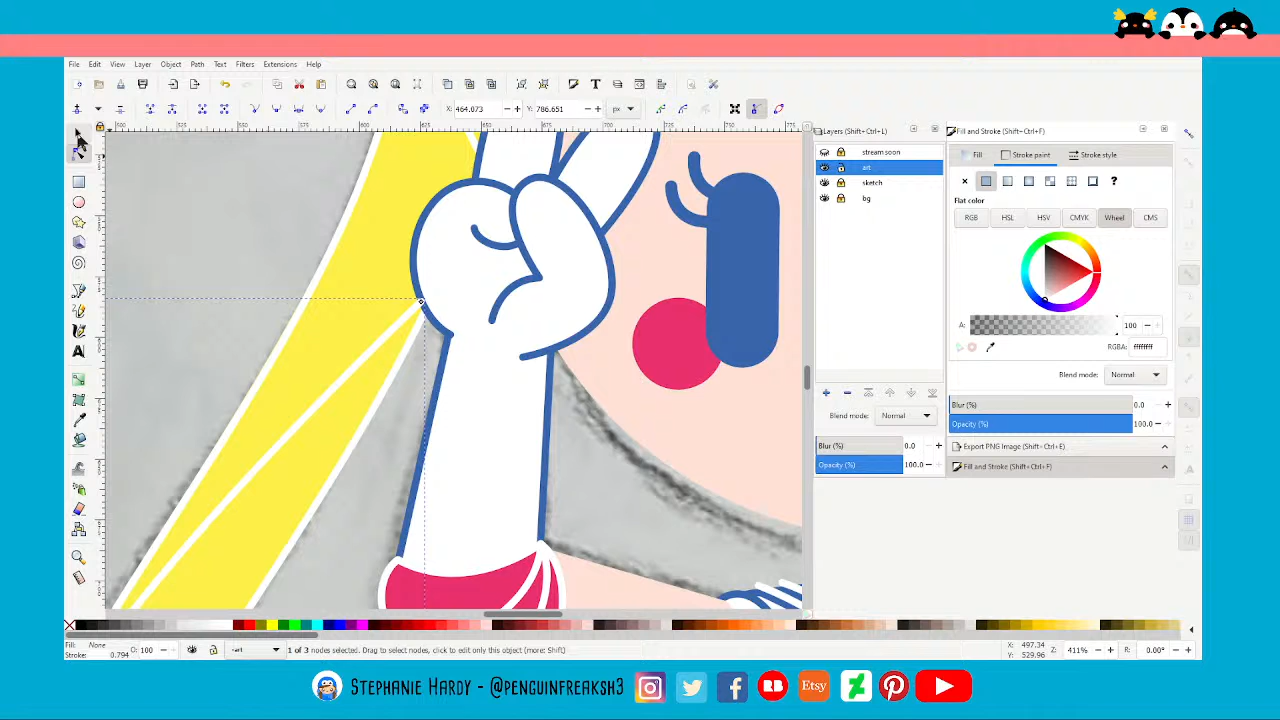 File Edit View Layer Object Path Text Filters Extensions Help
X: 464.073 Y: 786.651 px
Layers (Shift+Ctrl+L)
stream soon
art
sketch
bg
Blend mode: Normal
Blur (%) 0.0
Opacity (%) 100.0
Fill and Stroke (Shift+Ctrl+F)
Fill Stroke paint Stroke style
?
Flat color
RGB HSL HSV CMYK Wheel CMS
A: 100
RGBA: ffffffff
Blend mode: Normal
Blur (%) 0.0
Opacity (%) 100.0
Export PNG Image (Shift+Ctrl+E)
Fill and Stroke (Shift+Ctrl+F)
Fill: None
Stroke: 0.794
O: 100
-art
1 of 3 nodes selected. Drag to select nodes, click to edit only this object (more: Shift)
X: 497.34
Y: 529.96
Z: 411%
R: 0.00°
Stephanie Hardy - @penguinfreaksh3
Etsy